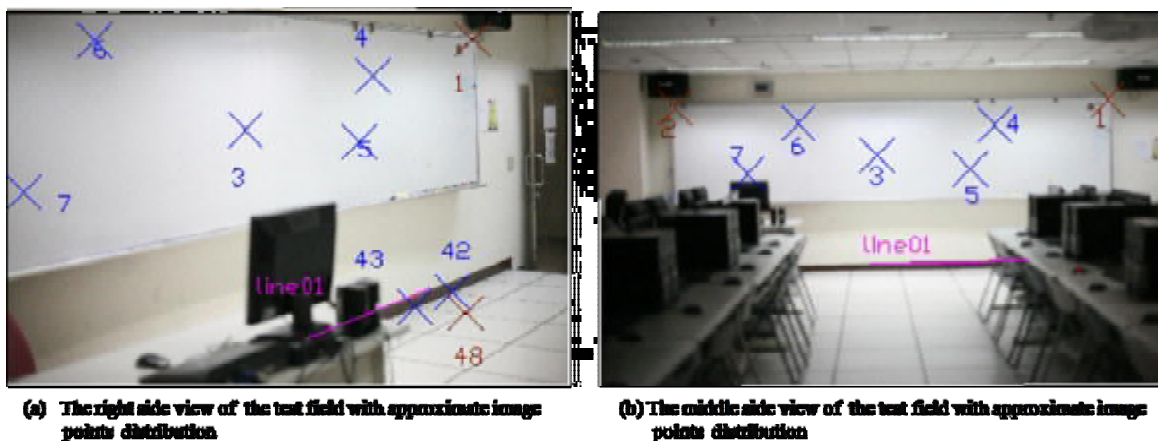 6
4
1
3
5
7
43
42
line01
48
2
6
4
1
7
3
5
line01
(a) The right side view of the test field with approximate image
points distribution
(b) The middle side view of the test field with approximate image
points distribution